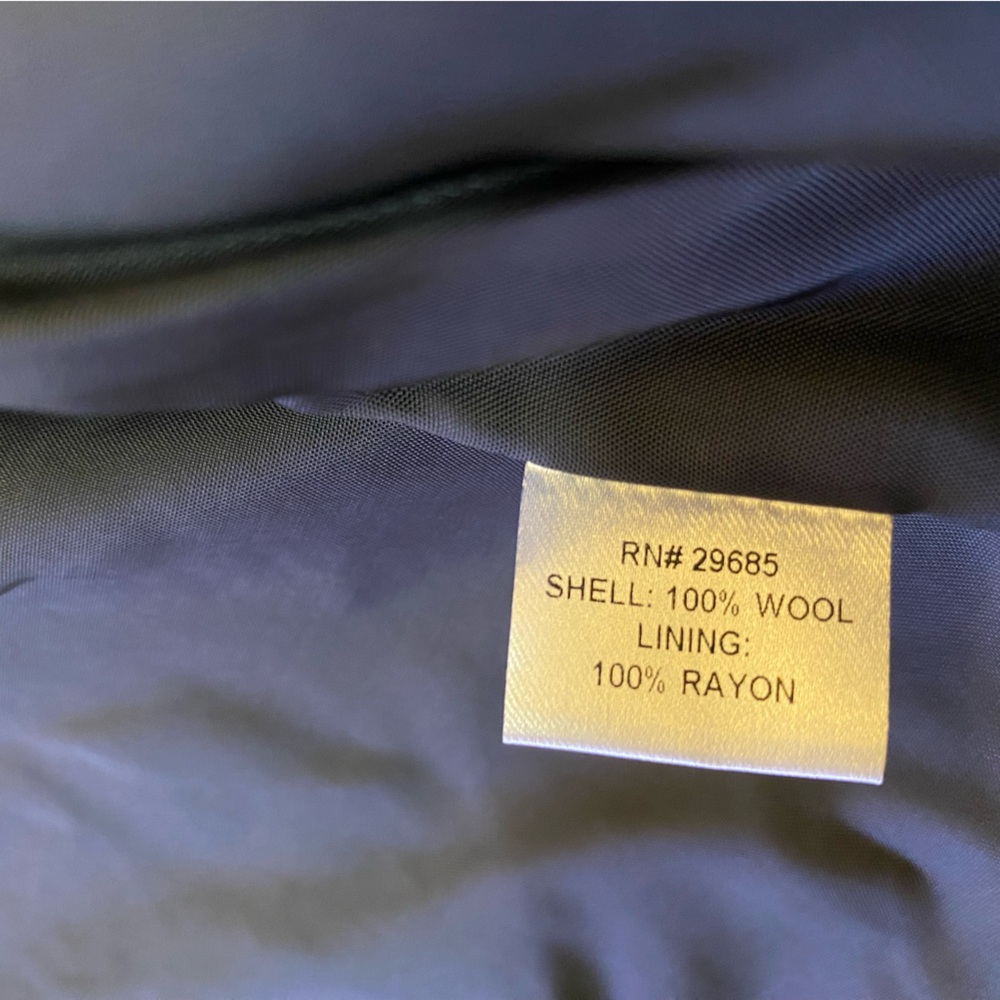 RN# 29685
SHELL: 100% WOOL
LINING:
100% RAYON